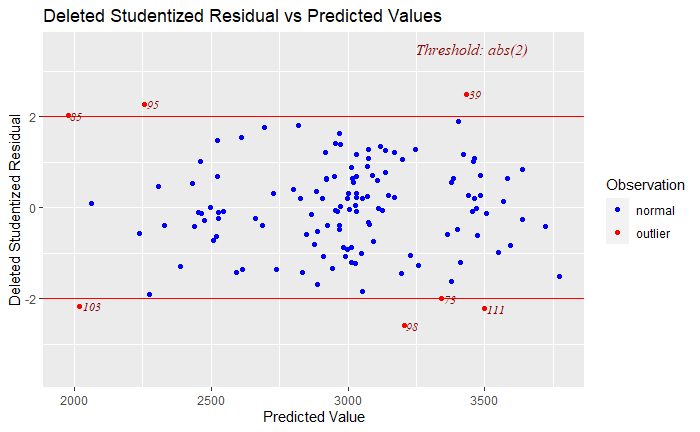 Deleted Studentized Residual vs Predicted Values
Threshold: abs(2)
39
95
85
2
0
-2
103
73
111
98
Deleted Studentized Residual
2000 2500 3000 3500
Predicted Value
Observation
normal
outlier